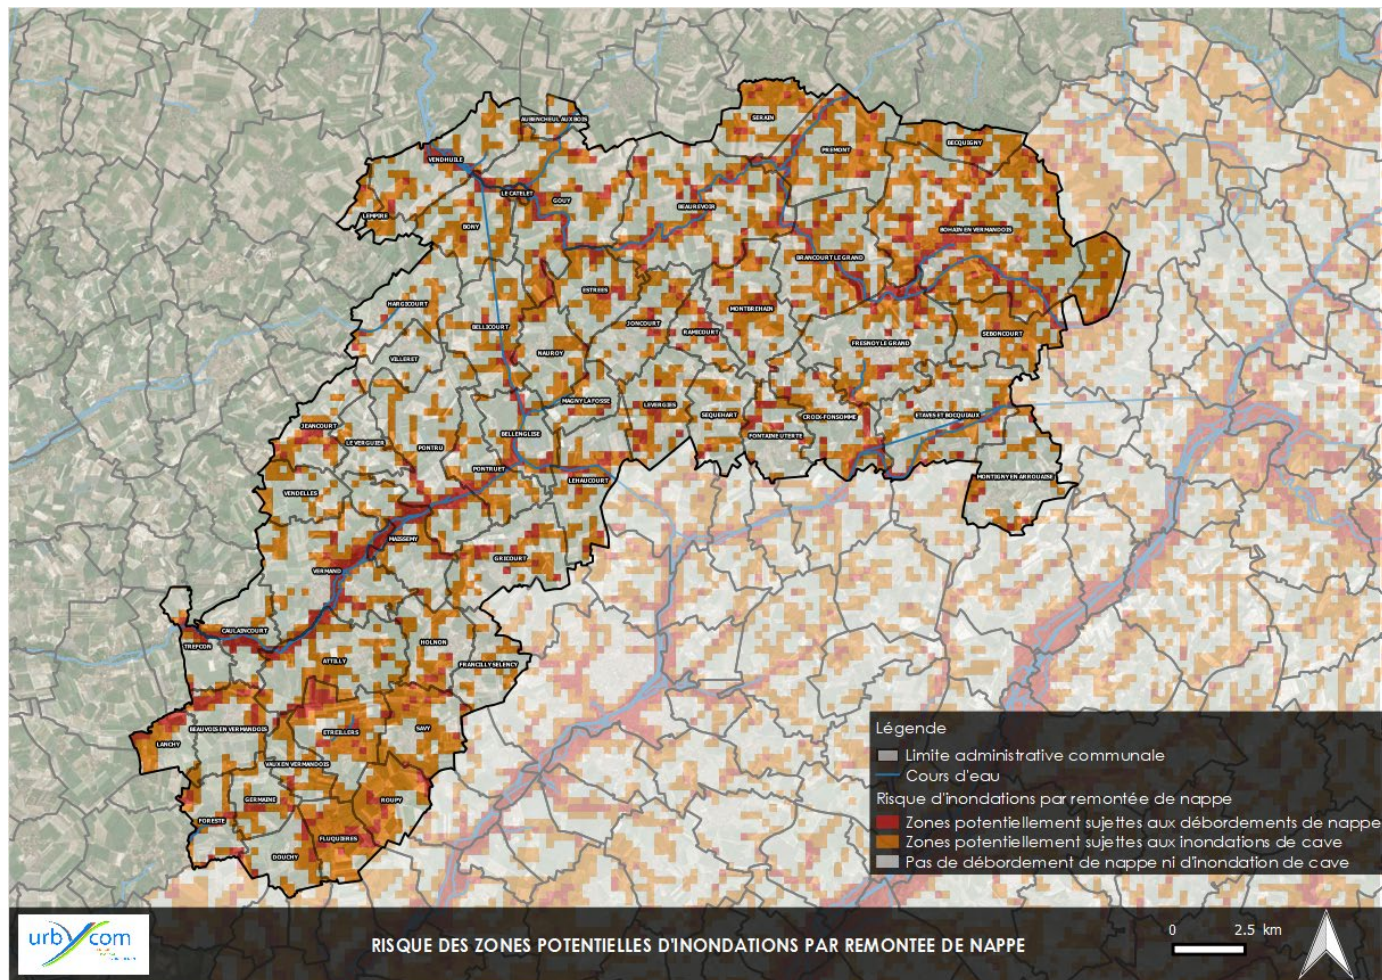 AUBENCHEUL AUX BOIS
SERAIN
VENDHUILE
PREMONT
BECQUIGNY
LE CATELET
GOUY
BEAUREVOIR
LEMPIRE
BONY
BOHAIN EN VERMANDOIS
BRANCOURT LE GRAND
ESTREES
HARGICOURT
MONTBREHAIN
BELLICOURT
JONCOURT
RAMICOURT
SEBONCOURT
FRESNOY LE GRAND
NAUROY
VILLERET
MAGNY LA FOSSE
LEVERGIES
SEQUEHART
CROIX-FONSOMME
ETAVES ET BOCQUIAUX
JEANCOURT
LE VERGUIER
PONTRU
BELLENGLISE
FONTAINE UTERTE
PONTRUET
LEHAUCOURT
MONTIGNY EN ARROUAISE
VENDELLES
MAISSEMY
GRICOURT
VERMAND
CAULAINCOURT
TREFCON
HOLNON
ATTILLY
FRANCILLY SELENCY
BEAUVOIS EN VERMANDOIS
ETREILLERS
SAVY
LANCHY
VAUX EN VERMANDOIS
GERMAINE
ROUPY
FORESTE
FLUQUIERES
DOUCHY
Légende
Limite administrative communale
Cours d'eau
Risque d'inondations par remontée de nappe
Zones potentiellement sujettes aux débordements de nappe
Zones potentiellement sujettes aux inondations de cave
Pas de débordement de nappe ni d'inondation de cave
urbycom
RISQUE DES ZONES POTENTIELLES D'INONDATIONS PAR REMONTEE DE NAPPE
0 2.5 km